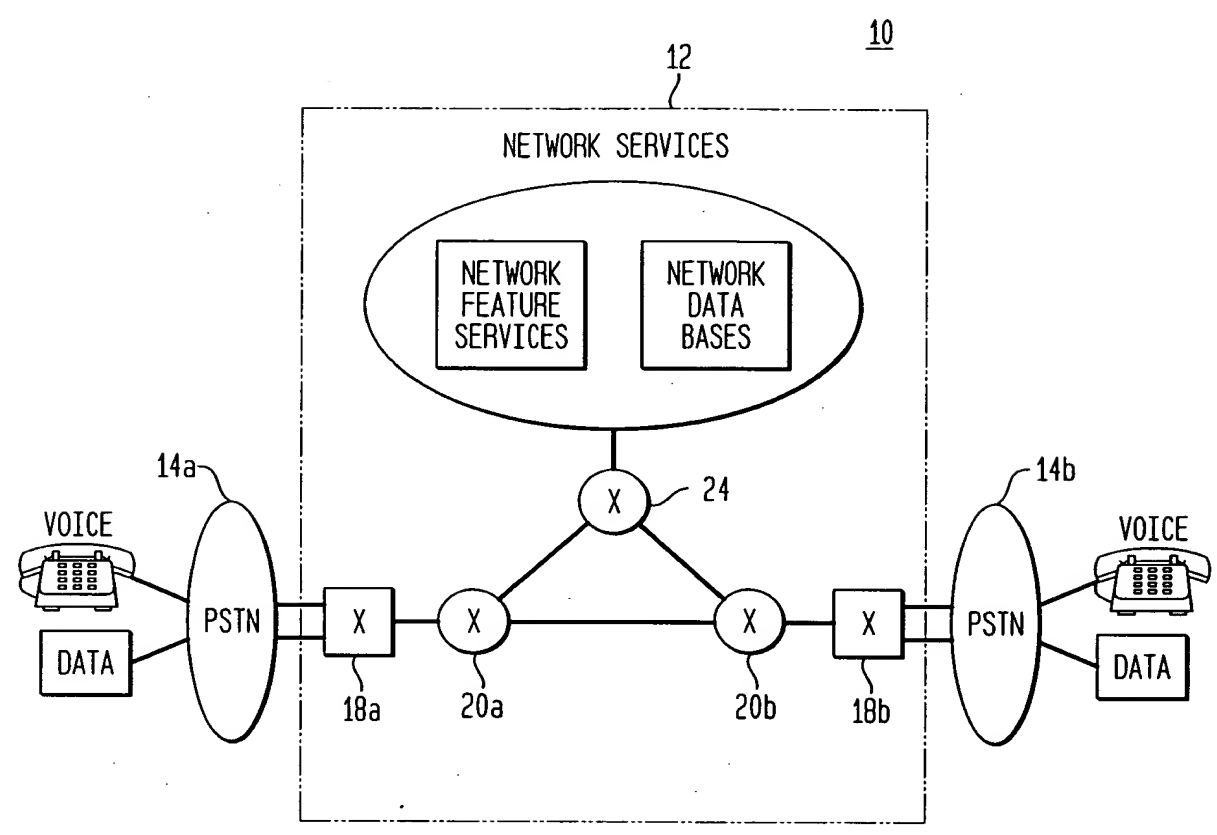 10
12
NETWORK SERVICES
NETWORK
FEATURE
SERVICES
NETWORK
DATA
BASES
14a
24
14b
VOICE
VOICE
PSTN
X
X
X
X
X
PSTN
DATA
DATA
18a
20a
20b
18b